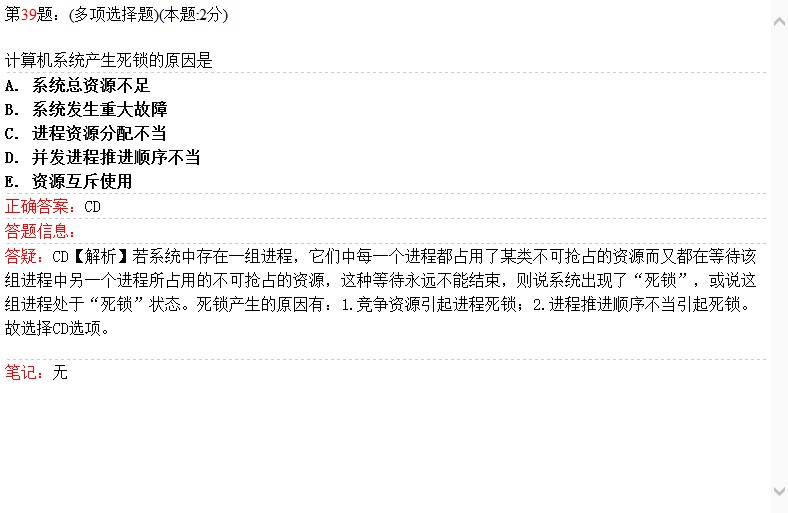 第39题：(多项选择题)(本题:2分)
计算机系统产生死锁的原因是
A. 系统总资源不足
B. 系统发生重大故障
C. 进程资源分配不当
D. 并发进程推进顺序不当
E. 资源互斥使用
正确答案：CD
答题信息：
答疑：CD【解析】若系统中存在一组进程，它们中每一个进程都占用了某类不可抢占的资源而又都在等待该
组进程中另一个进程所占用的不可抢占的资源，这种等待永远不能结束，则说系统出现了“死锁”，或说这
组进程处于“死锁”状态。死锁产生的原因有：1.竞争资源引起进程死锁；2.进程推进顺序不当引起死锁。
故选择CD选项。
笔记：无